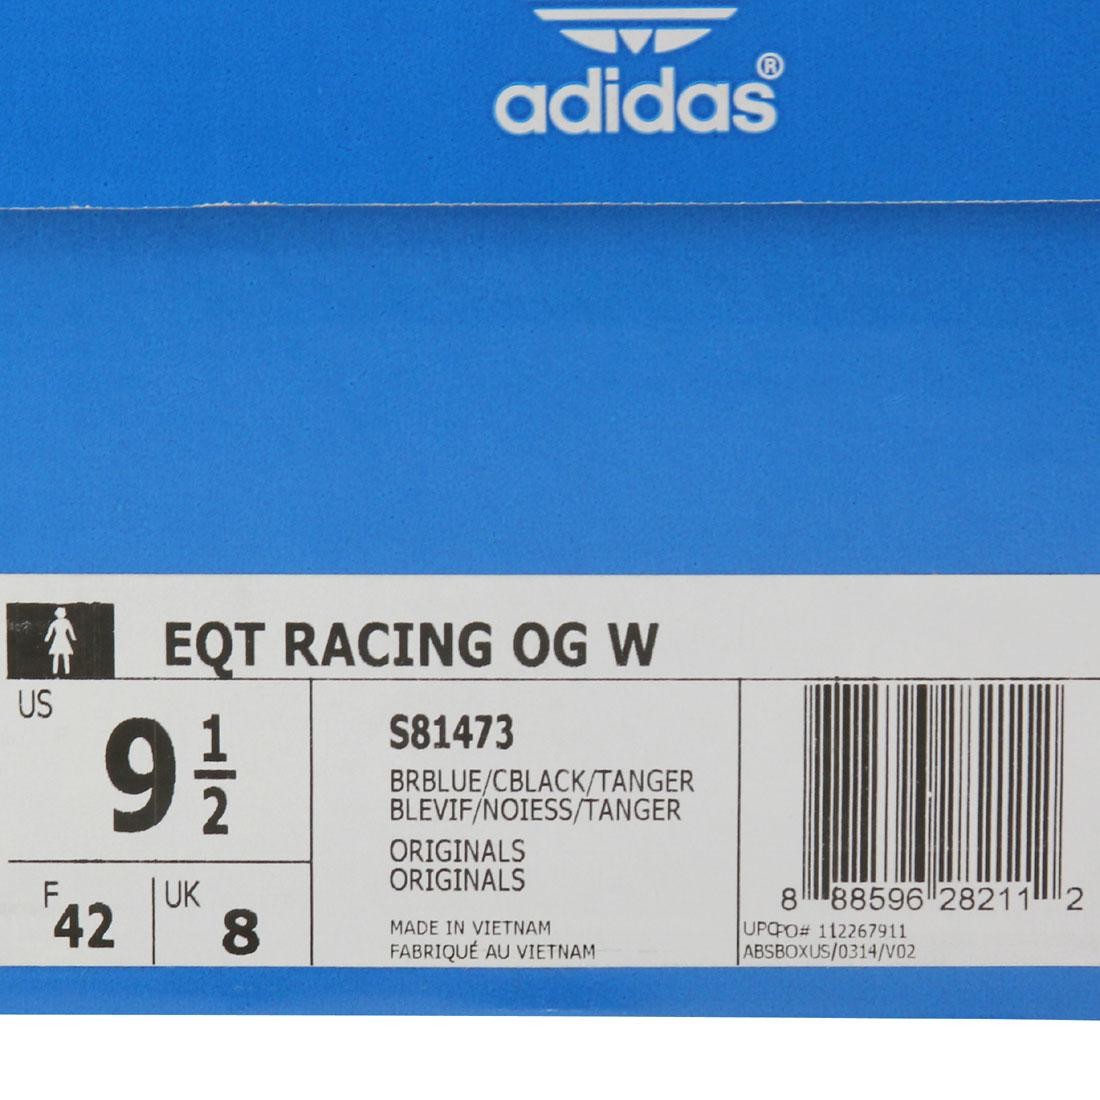 adidas®
EQT RACING OG W
US
9 1/2
F 42
UK 8
S81473
BRBLUE/CBLACK/TANGER
BLEVIF/NOIESS/TANGER
ORIGINALS
ORIGINALS
MADE IN VIETNAM
FABRIQUÉ AU VIETNAM
8 88596 28211 2
PO# 112267911
ABSBOXUS/0314/V02